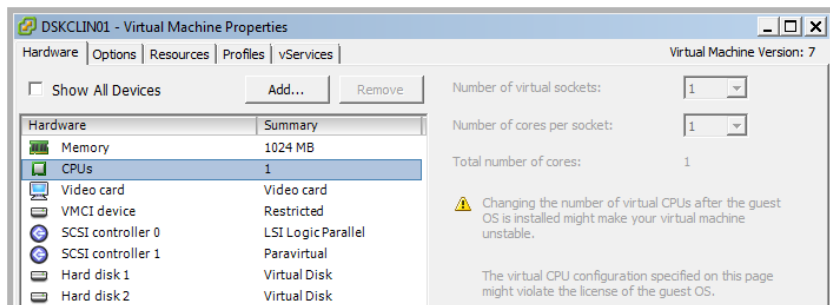 DSKCLIN01 - Virtual Machine Properties
Hardware Options Resources Profiles vServices Virtual Machine Version: 7
Show All Devices Add... Remove
Number of virtual sockets: 1
Hardware Summary
Number of cores per socket: 1
Memory 1024 MB
CPUs 1
Total number of cores: 1
Video card Video card
VMCI device Restricted
SCSI controller 0 LSI Logic Parallel
SCSI controller 1 Paravirtual
Hard disk 1 Virtual Disk
Hard disk 2 Virtual Disk
Changing the number of virtual CPUs after the guest
OS is installed might make your virtual machine
unstable.
The virtual CPU configuration specified on this page
might violate the license of the guest OS.